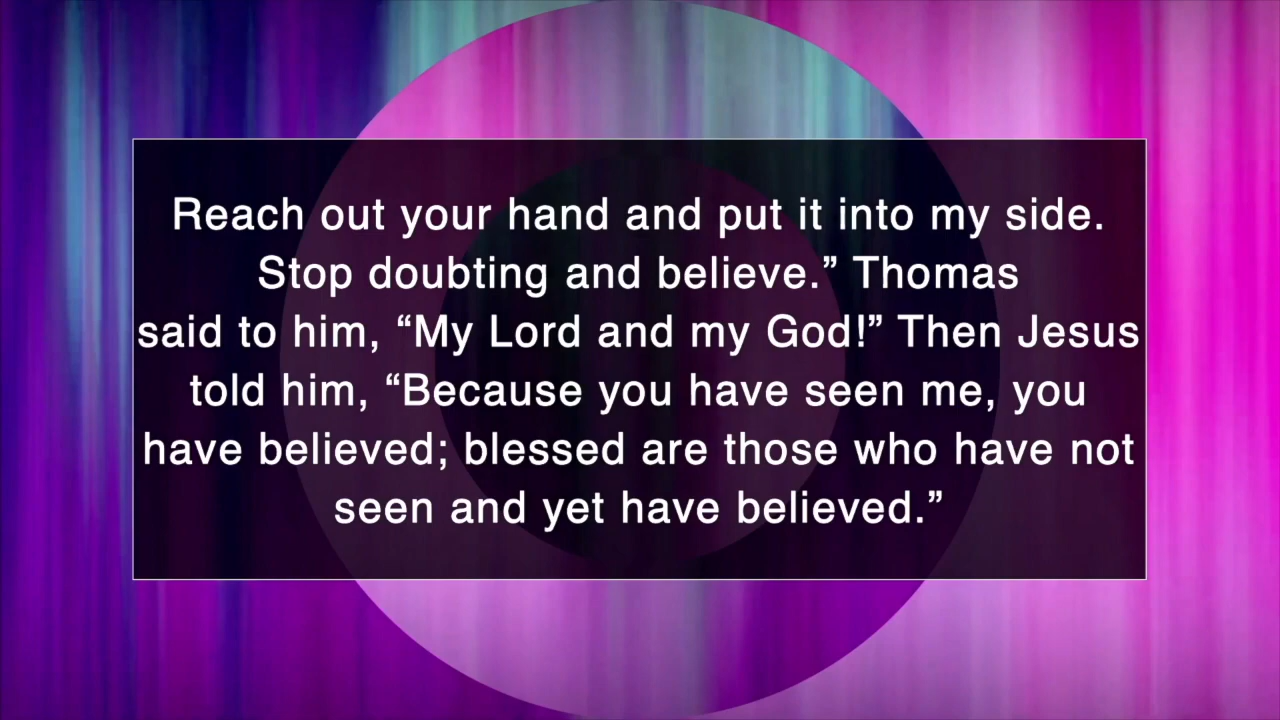 Reach out your hand and put it into my side.
Stop doubting and believe.” Thomas
said to him, “My Lord and my God!” Then Jesus
told him, “Because you have seen me, you
have believed; blessed are those who have not
seen and yet have believed.”